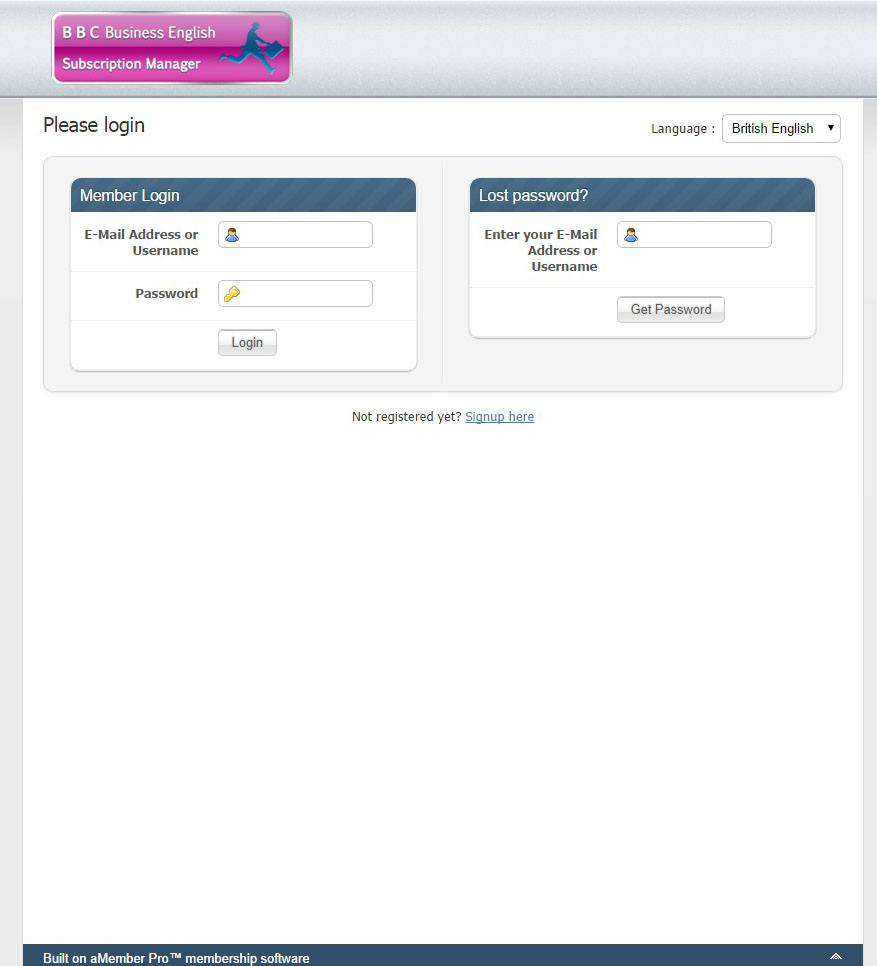 B B C Business English
Subscription Manager
Please login
Language :
British English
Member Login
E-Mail Address or
Username
Password
Login
Lost password?
Enter your E-Mail
Address or
Username
Get Password
Not registered yet? Signup here
Built on aMember Pro™ membership software